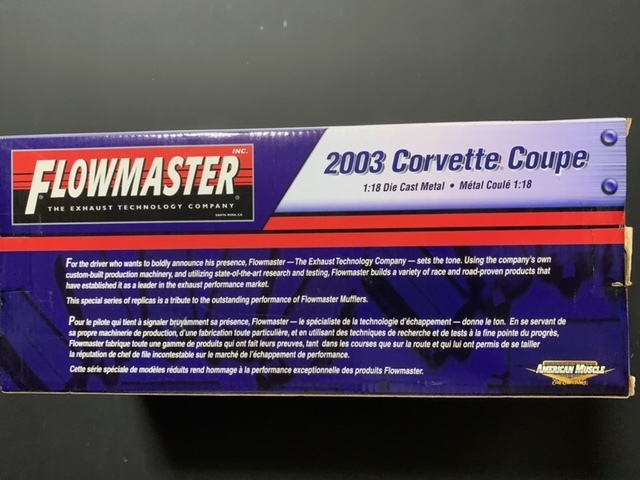 FLOWMASTER INC.
THE EXHAUST TECHNOLOGY COMPANY
SANTA ROSA, CA
2003 Corvette Coupe
1:18 Die Cast Metal • Métal Coulé 1:18
For the driver who wants to boldly announce his presence, Flowmaster — The Exhaust Technology Company — sets the tone. Using the company's own
custom-built production machinery, and utilizing state-of-the-art research and testing, Flowmaster builds a variety of race and road-proven products that
have established it as a leader in the exhaust performance market.
This special series of replicas is a tribute to the outstanding performance of Flowmaster Mufflers.
Pour le pilote qui tient à signaler bruyamment sa présence, Flowmaster — le spécialiste de la technologie d'échappement — donne le ton. En se servant de
sa propre machinerie de production, d'une fabrication toute particulière, et en utilisant des techniques de recherche et de tests à la fine pointe du progrès,
Flowmaster fabrique toute une gamme de produits qui ont fait leurs preuves, tant dans les courses que sur la route et qui lui ont permis de se tailler
la réputation de chef de file incontestable sur le marché de l'échappement de performance.
Cette série spéciale de modèles réduits rend hommage à la performance exceptionnelle des produits Flowmaster.
AMERICAN MUSCLE